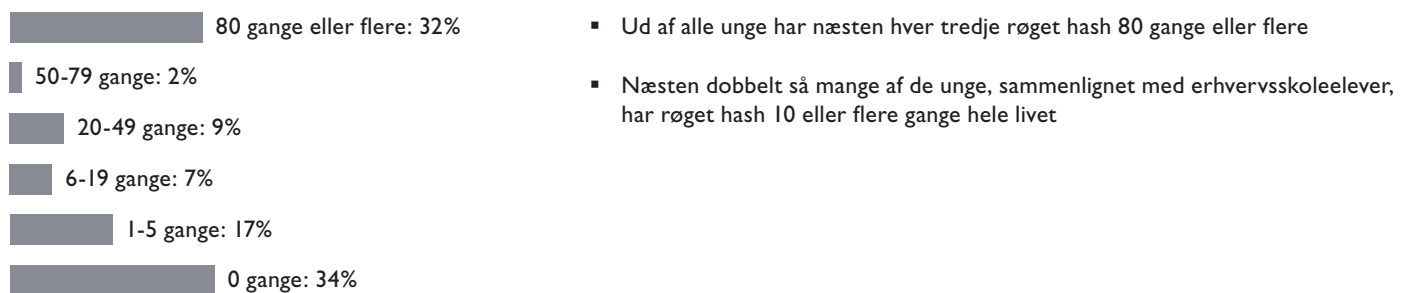 80 gange eller flere: 32%
50-79 gange: 2%
20-49 gange: 9%
6-19 gange: 7%
1-5 gange: 17%
0 gange: 34%
▪ Ud af alle unge har næsten hver tredje røget hash 80 gange eller flere
▪ Næsten dobbelt så mange af de unge, sammenlignet med erhvervsskoleelever,
har røget hash 10 eller flere gange hele livet